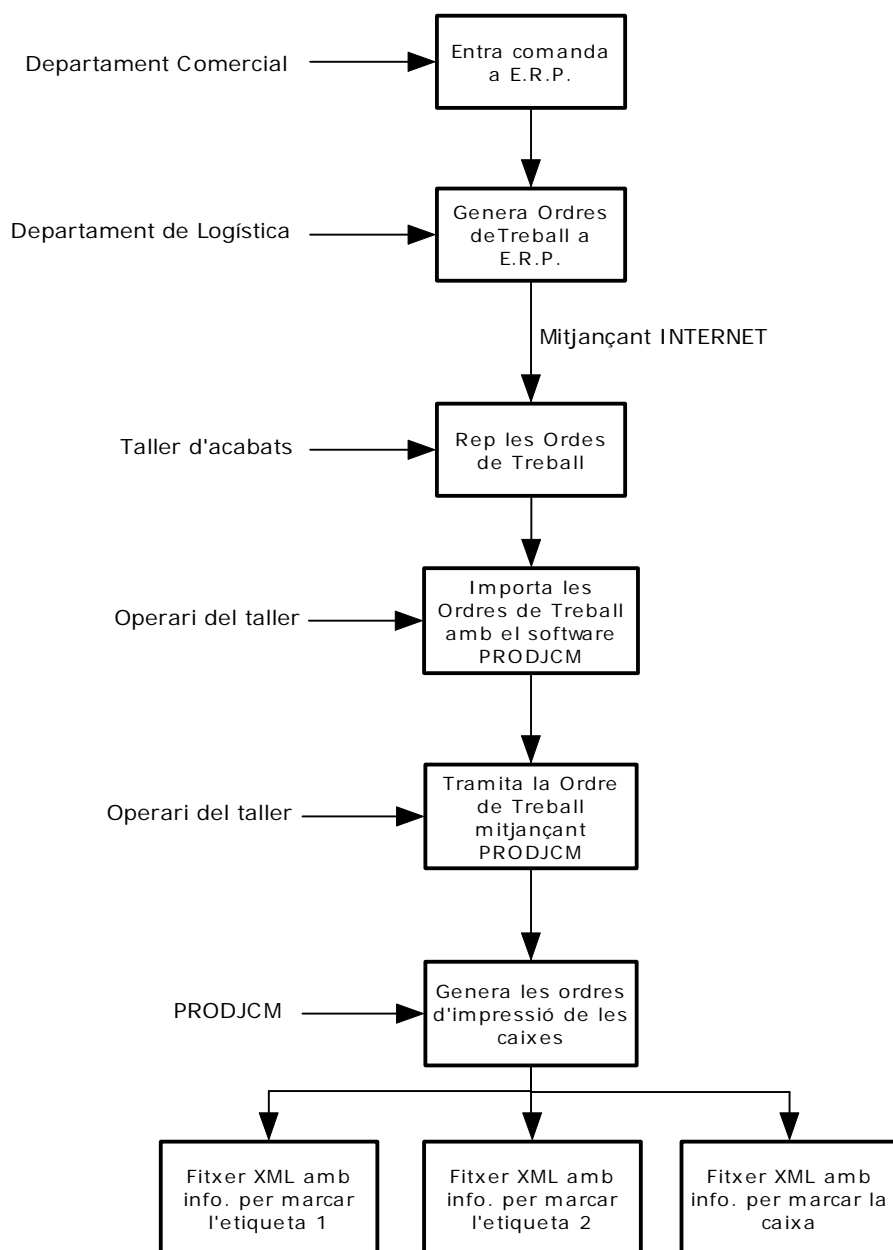 Departament Comercial
Entra comanda
a E.R.P.
Departament de Logística
Genera Ordres
deTreball a
E.R.P.
Mitjançant INTERNET
Taller d'acabats
Rep les Ordes
de Treball
Operari del taller
Importa les
Ordres de Treball
amb el software
PRODJCM
Operari del taller
Tramita la Ordre
de Treball
mitjançant
PRODJCM
PRODJCM
Genera les ordres
d'impressió de les
caixes
Fitxer XML amb
info. per marcar
l'etiqueta 1
Fitxer XML amb
info. per marcar
l'etiqueta 2
Fitxer XML amb
info. per marcar la
caixa